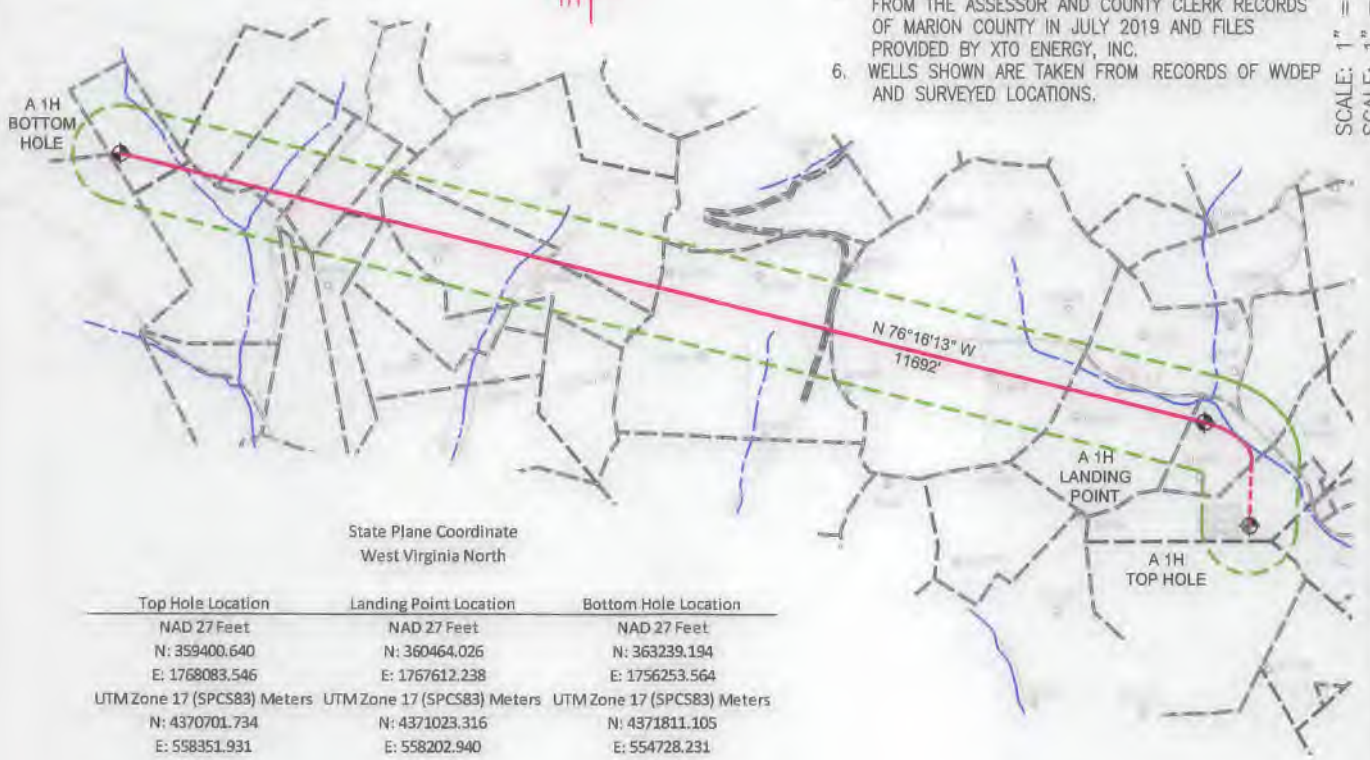 FROM THE ASSESSOR AND COUNTY CLERK RECORDS
OF MARION COUNTY IN JULY 2019 AND FILES
PROVIDED BY XTO ENERGY, INC.
6. WELLS SHOWN ARE TAKEN FROM RECORDS OF WVDEP
AND SURVEYED LOCATIONS.
SCALE: 1" =
SCALE: 1"
A 1H
BOTTOM
HOLE
N 76°16'13" W
11692'
A 1H
LANDING
POINT
A 1H
TOP HOLE
State Plane Coordinate
West Virginia North
Top Hole Location Landing Point Location Bottom Hole Location
NAD 27 Feet NAD 27 Feet NAD 27 Feet
N: 359400.640 N: 360464.026 N: 363239.194
E: 1768083.546 E: 1767612.238 E: 1756253.564
UTM Zone 17 (SPCS83) Meters UTM Zone 17 (SPCS83) Meters UTM Zone 17 (SPCS83) Meters
N: 4370701.734 N: 4371023.316 N: 4371811.105
E: 558351.931 E: 558202.940 E: 554728.231